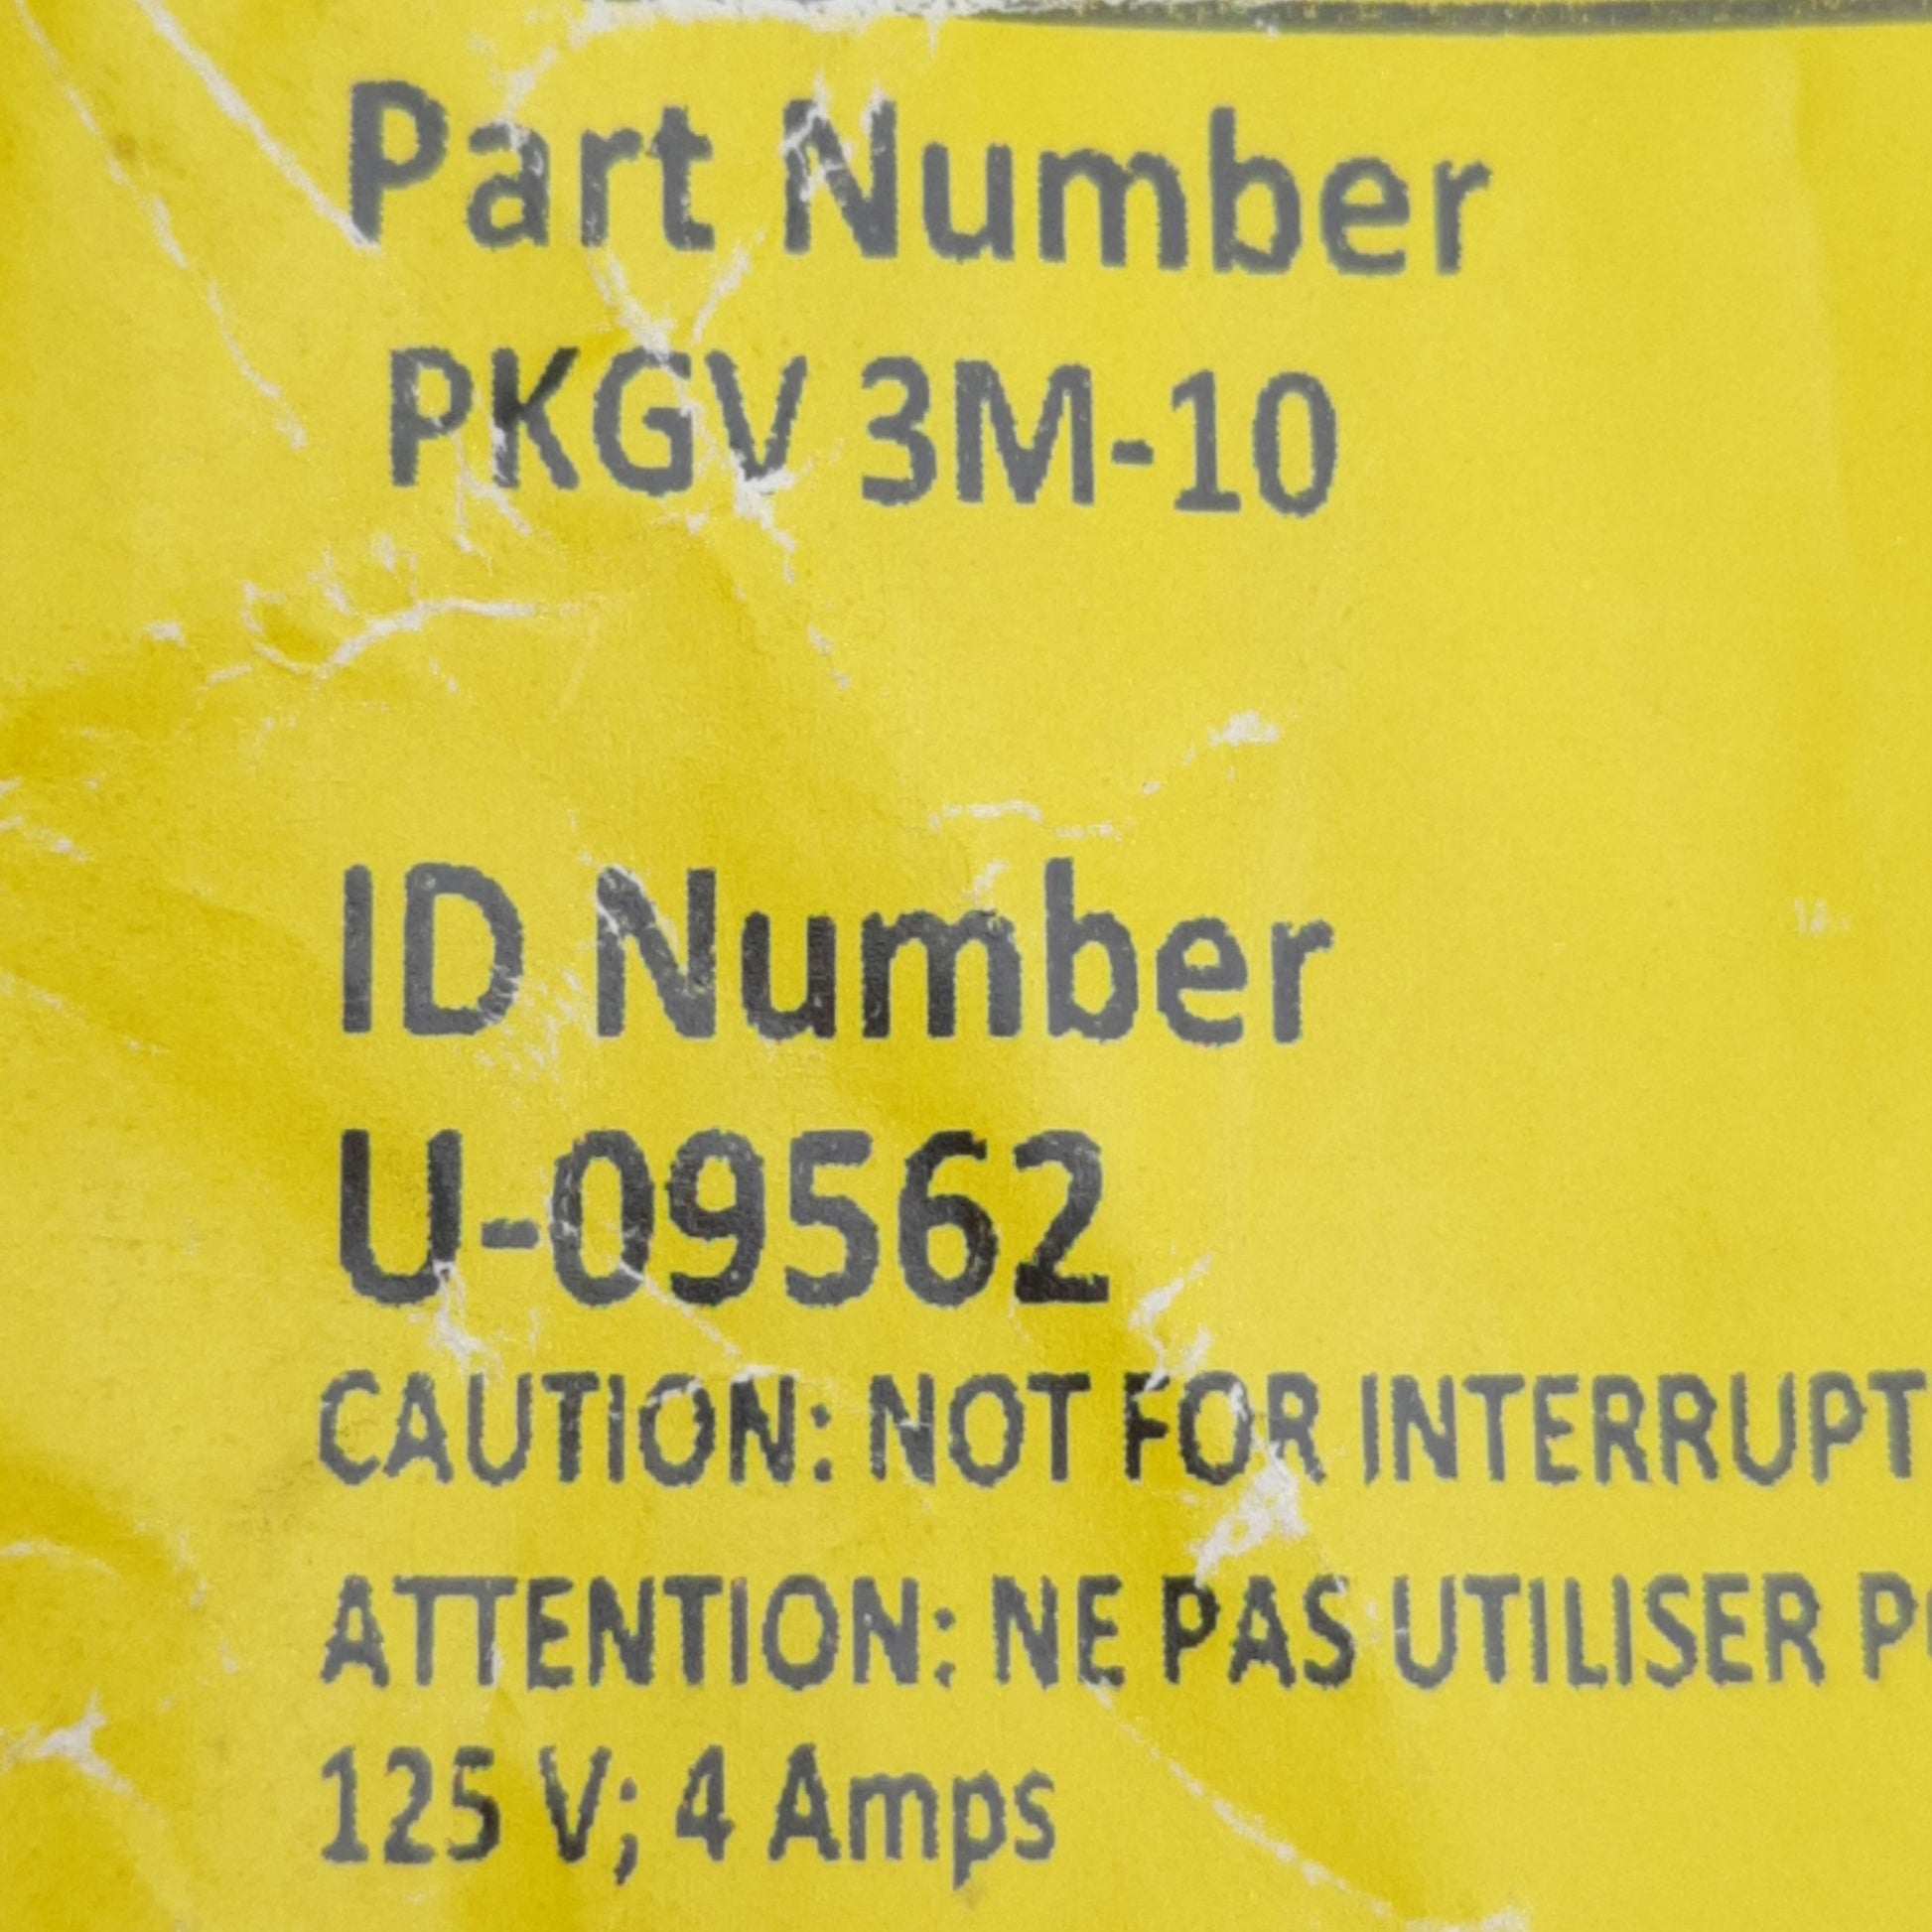 Part Number
PKGV 3M-10
ID Number
U-09562
CAUTION: NOT FOR INTERRUPT
ATTENTION: NE PAS UTILISER
125 V; 4 Amps